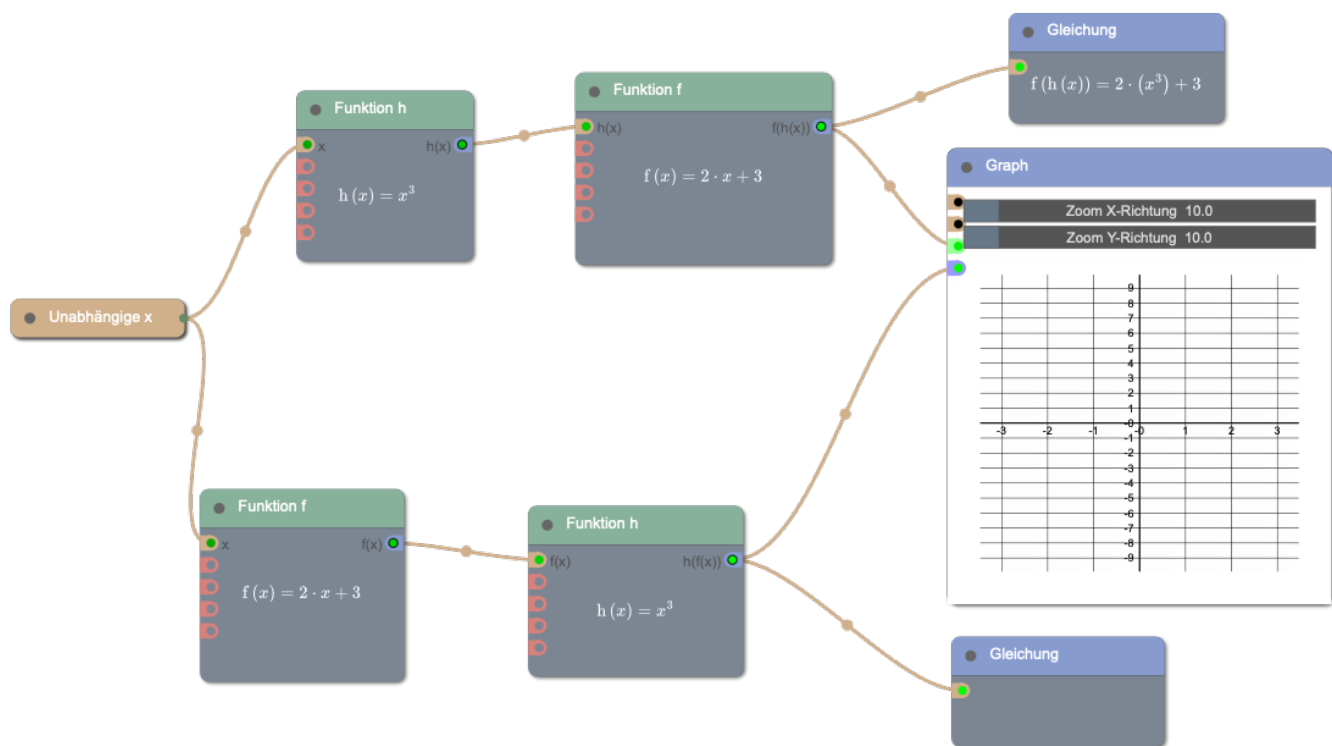 Gleichung
f (h (x)) = 2 · (x³) + 3
Funktion h
x h(x)
h (x) = x³
Funktion f
h(x) f(h(x))
f (x) = 2 · x + 3
Graph
Zoom X-Richtung 10.0
Zoom Y-Richtung 10.0
9
8
7
6
5
4
3
2
1
-0
-3 -2 -1 -0 1 2 3
-1
-2
-3
-4
-5
-6
-7
-8
-9
Unabhängige x
Funktion f
x f(x)
f (x) = 2 · x + 3
Funktion h
f(x) h(f(x))
h (x) = x³
Gleichung